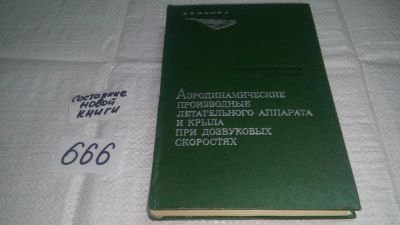 состояние
новой
книги
666
Аэродинамические
производные
летательного аппарата
и крыла
при дозвуковых
скоростях